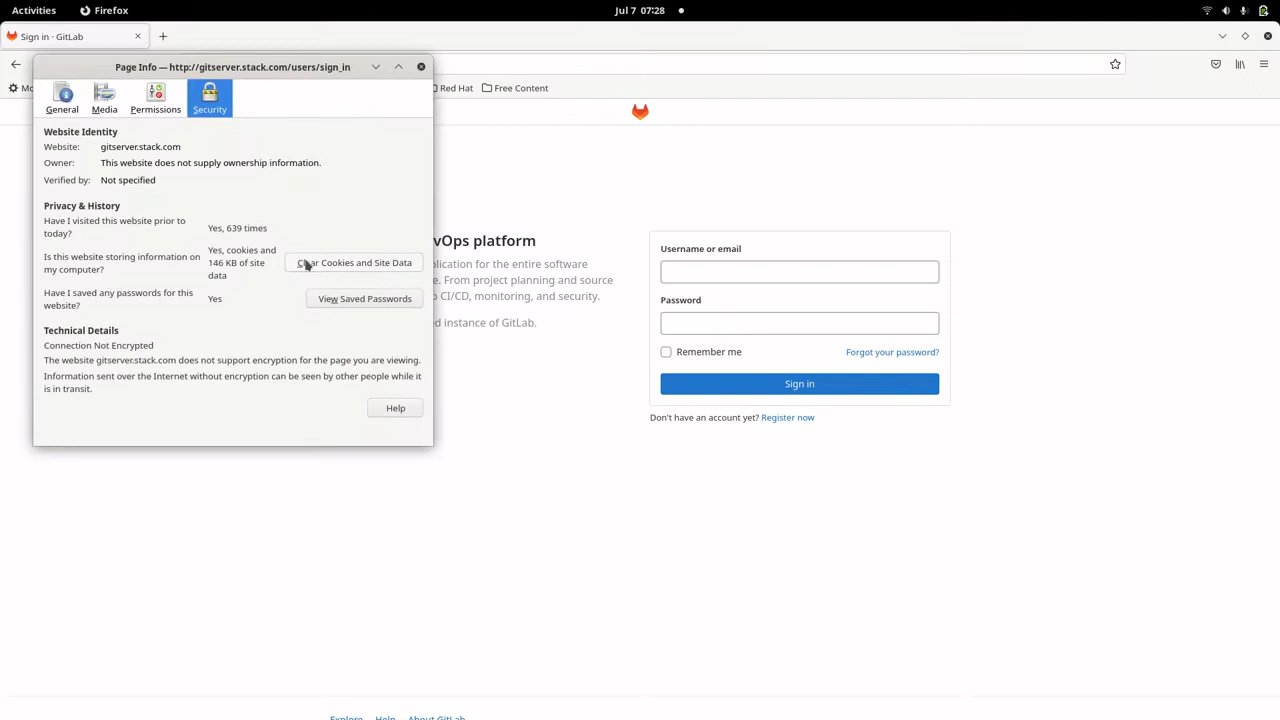 Activities
Firefox
Jul 7 07:28
Sign in · GitLab
Page Info — http://gitserver.stack.com/users/sign_in
Red Hat
Free Content
General
Media
Permissions
Security
Website Identity
Website: gitserver.stack.com
Owner: This website does not supply ownership information.
Verified by: Not specified
Privacy & History
Have I visited this website prior to
today?
Yes, 639 times
Is this website storing information on
my computer?
Yes, cookies and
146 KB of site
data
Clear Cookies and Site Data
Have I saved any passwords for this
website?
Yes
View Saved Passwords
Technical Details
Connection Not Encrypted
The website gitserver.stack.com does not support encryption for the page you are viewing.
Information sent over the Internet without encryption can be seen by other people while it
is in transit.
Help
vOps platform
lication for the entire software
e. From project planning and source
o CI/CD, monitoring, and security.
ed instance of GitLab.
Username or email
Password
Remember me
Forgot your password?
Sign in
Don't have an account yet? Register now
Explore
Help
About GitLab